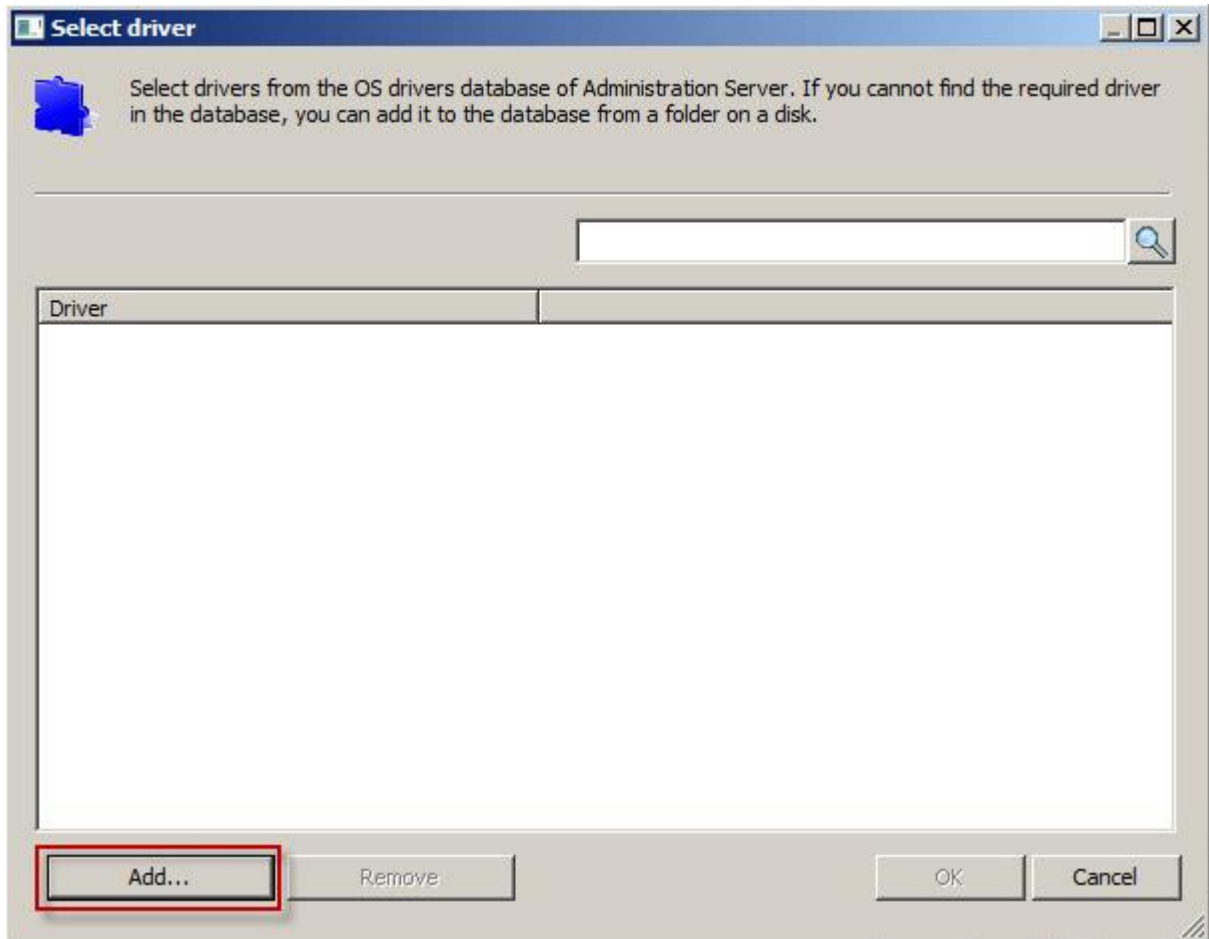 Select driver
Select drivers from the OS drivers database of Administration Server. If you cannot find the required driver
in the database, you can add it to the database from a folder on a disk.
Driver
Add...
Remove
OK
Cancel